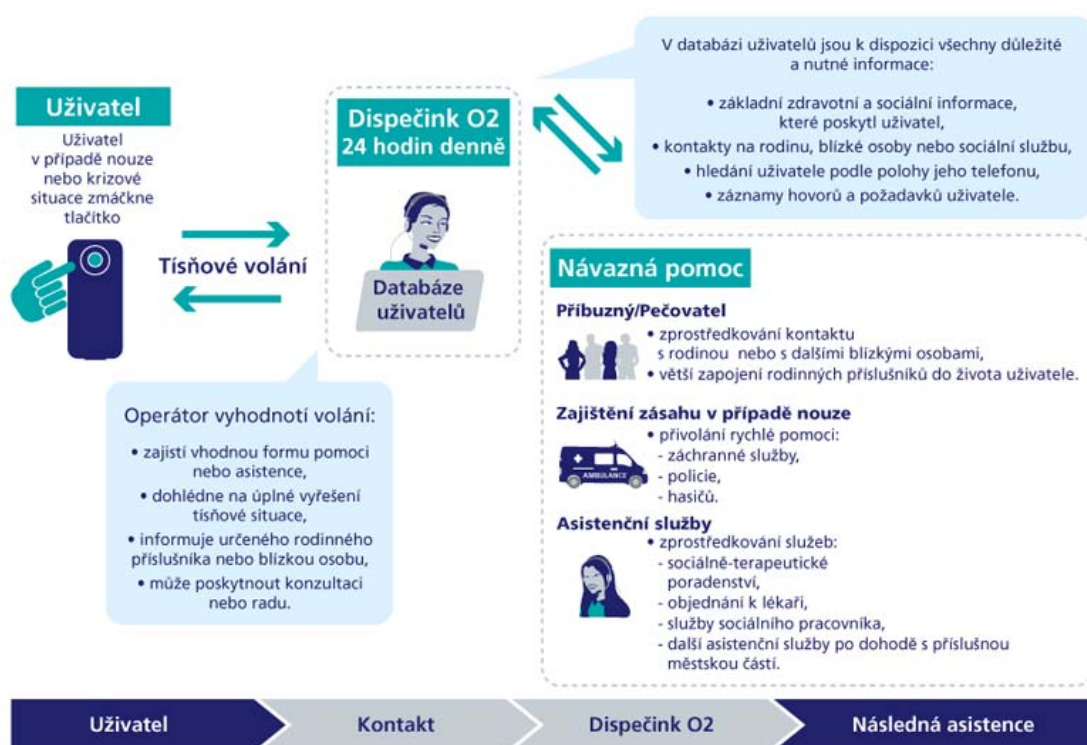 Uživatel
Uživatel
v případě nouze
nebo krizové
situace zmáčkne
tlačítko
Tísňové volání
Dispečink O2
24 hodin denně
Databáze
uživatelů
V databázi uživatelů jsou k dispozici všechny důležité
a nutné informace:
• základní zdravotní a sociální informace,
které poskytl uživatel,
• kontakty na rodinu, blízké osoby nebo sociální službu,
• hledání uživatele podle polohy jeho telefonu,
• záznamy hovorů a požadavků uživatele.
Operátor vyhodnotí volání:
• zajistí vhodnou formu pomoci
nebo asistence,
• dohlédne na úplné vyřešení
tísňové situace,
• informuje určeného rodinného
příslušníka nebo blízkou osobu,
• může poskytnout konzultaci
nebo radu.
Návazná pomoc
Příbuzný/Pečovatel
• zprostředkování kontaktu
s rodinou nebo s dalšími blízkými osobami,
• větší zapojení rodinných příslušníků do života uživatele.
Zajištění zásahu v případě nouze
AMBULANCE
• přivolání rychlé pomoci:
- záchranné služby,
- policie,
- hasičů.
Asistenční služby
• zprostředkování služeb:
- sociálně-terapeutické
poradenství,
- objednání k lékaři,
- služby sociálního pracovníka,
- další asistenční služby po dohodě s příslušnou
městskou částí.
Uživatel
Kontakt
Dispečink O2
Následná asistence